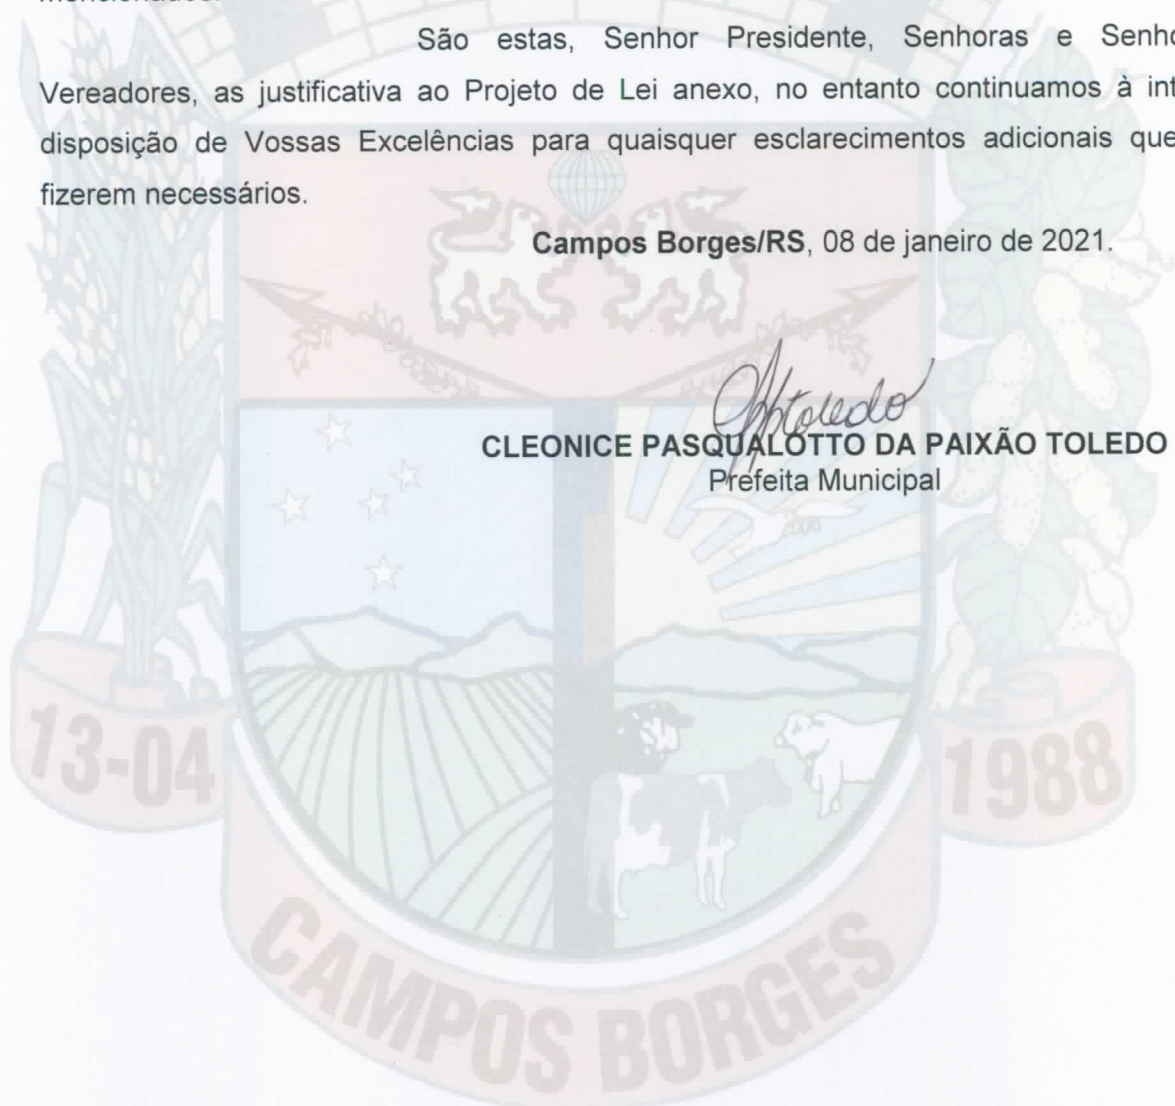 São estas, Senhor Presidente, Senhoras e Senho
Vereadores, as justificativa ao Projeto de Lei anexo, no entanto continuamos à int
disposição de Vossas Excelências para quaisquer esclarecimentos adicionais que
fizerem necessários.
Campos Borges/RS, 08 de janeiro de 2021.
CLEONICE PASQUALOTTO DA PAIXÃO TOLEDO
Prefeita Municipal
13-04
1988
CAMPOS BORGES